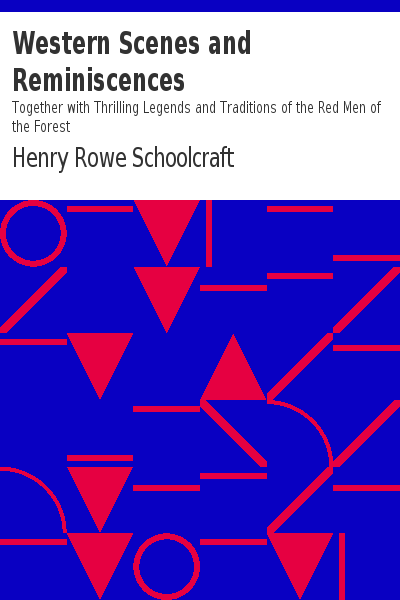 Western Scenes and
Reminiscences
Together with Thrilling Legends and Traditions of the Red Men of
the Forest
Henry Rowe Schoolcraft